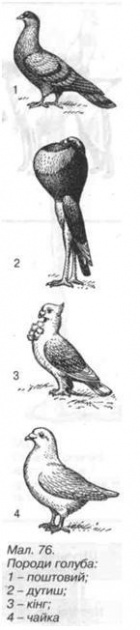 1
2
3
4
Мал. 76.
Породи голуба:
1 – поштовий;
2 – дутиш;
3 – кінг;
4 – чайка